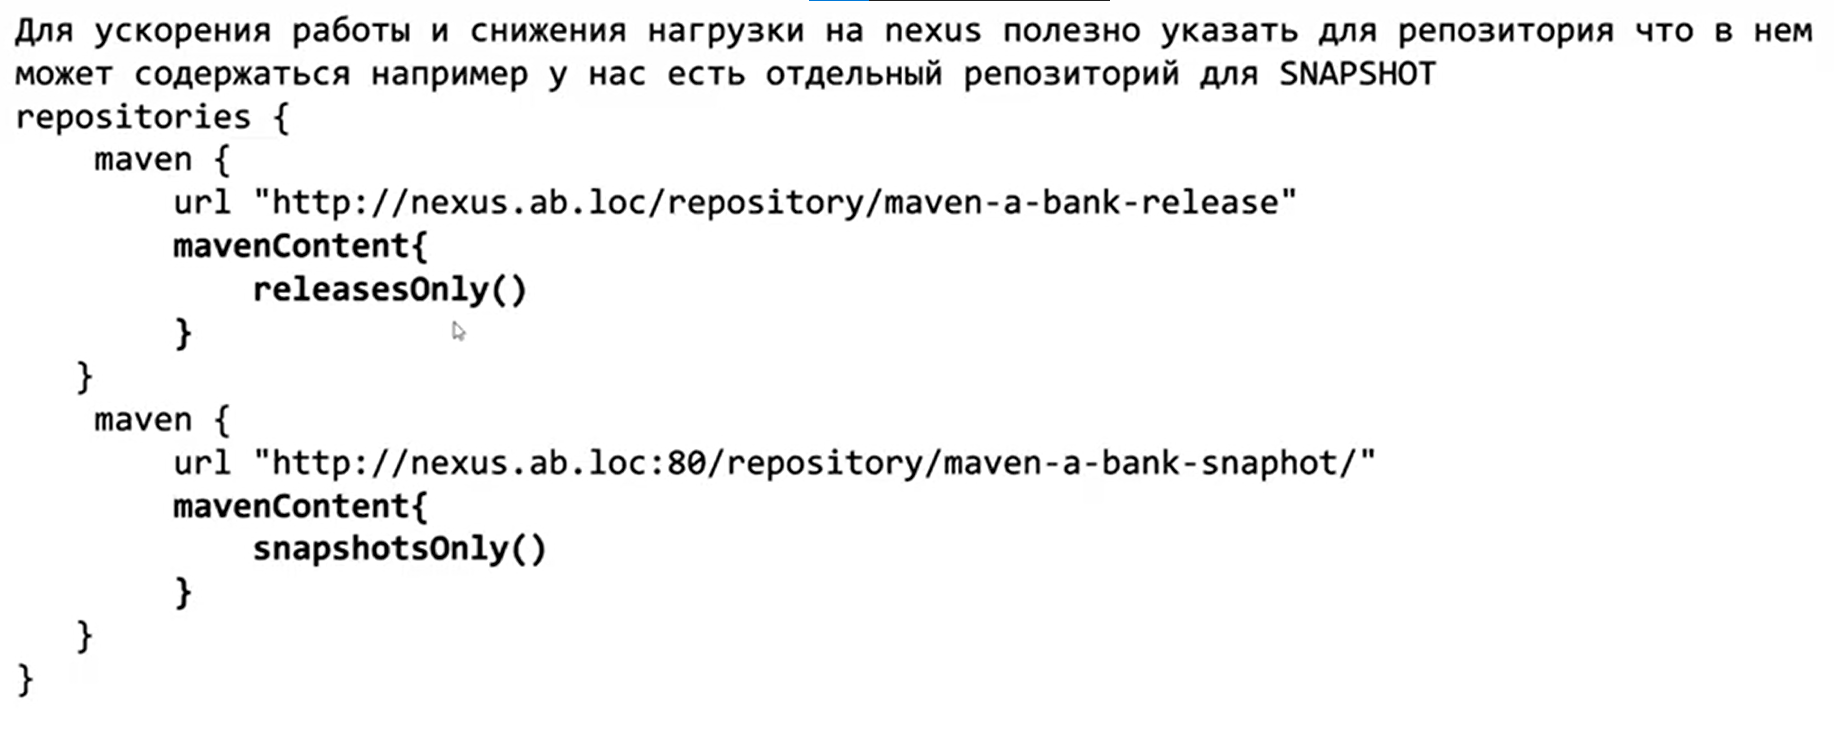 Для ускорения работы и снижения нагрузки на nexus полезно указать для репозитория что в нем
может содержаться например у нас есть отдельный репозиторий для SNAPSHOT
repositories {
maven {
url "http://nexus.ab.loc/repository/maven-a-bank-release"
mavenContent{
releasesOnly()
}
}
maven {
url "http://nexus.ab.loc:80/repository/maven-a-bank-snaphot/"
mavenContent{
snapshotsOnly()
}
}
}